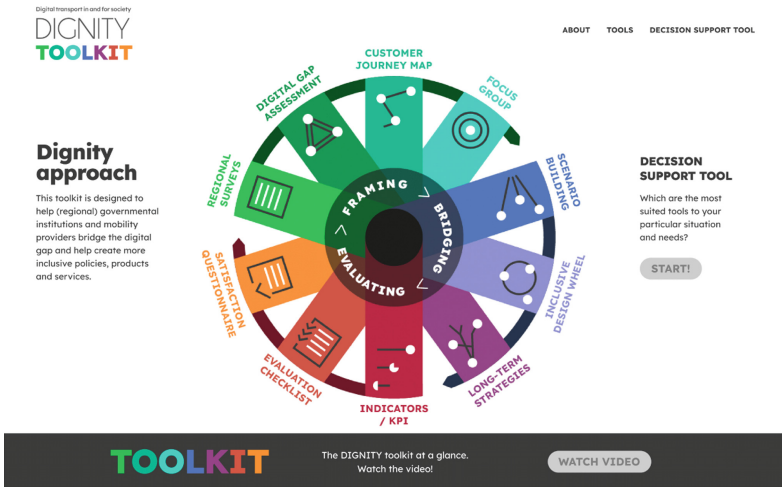 Digital transport in and for society
DIGNITY
TOOLKIT
ABOUT
TOOLS
DECISION SUPPORT TOOL
Dignity
approach
This toolkit is designed to
help (regional) governmental
institutions and mobility
providers bridge the digital
gap and help create more
inclusive policies, products
and services.
REGIONAL
SURVEYS
DIGITAL GAP
ASSESSMENT
CUSTOMER
JOURNEY MAP
FOCUS
GROUP
SCENARIO
BUILDING
INCLUSIVE
DESIGN WHEEL
LONG-TERM
STRATEGIES
INDICATORS
/ KPI
EVALUATION
CHECKLIST
SATISFACTION
QUESTIONNAIRE
FRAMING
BRIDGING
EVALUATING
DECISION
SUPPORT TOOL
Which are the most
suited tools to your
particular situation
and needs?
START!
TOOLKIT
The DIGNITY toolkit at a glance.
Watch the video!
WATCH VIDEO